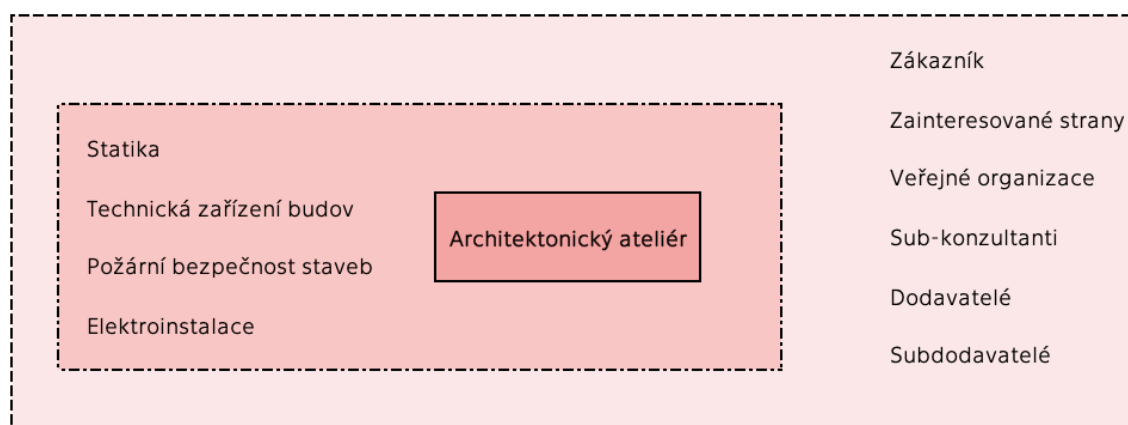 Statika
Technická zařízení budov
Požární bezpečnost staveb
Elektroinstalace
Architektonický ateliér
Zákazník
Zainteresované strany
Veřejné organizace
Sub-konzultanti
Dodavatelé
Subdodavatelé